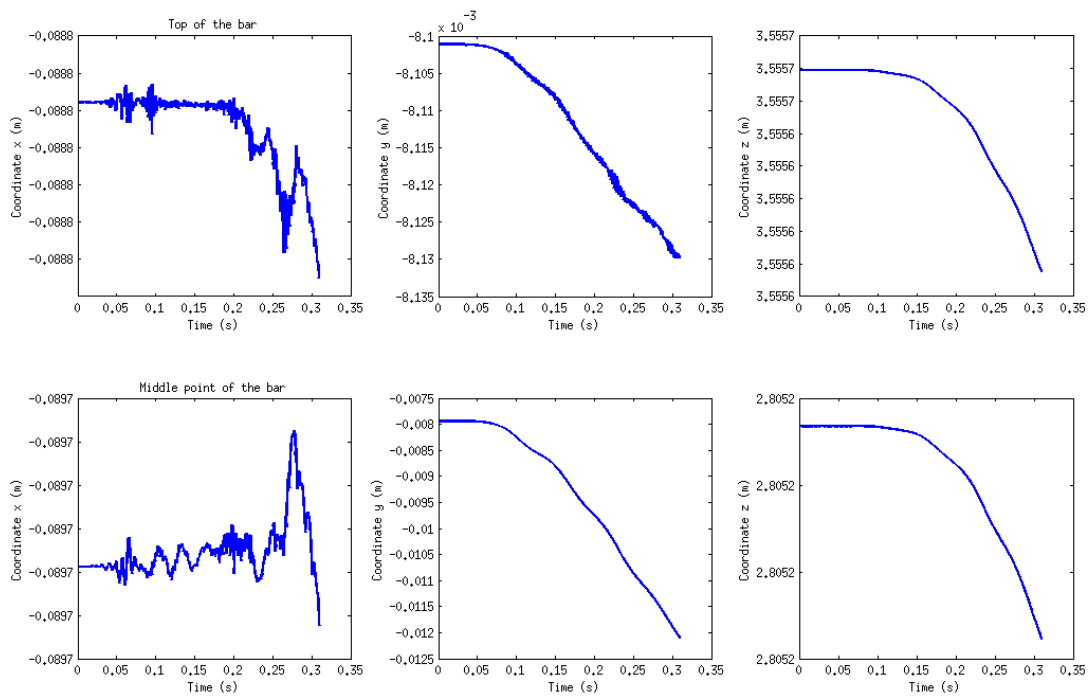 Top of the bar
-0.0888
-0.0888
-0.0888
-0.0888
-0.0888
-0.0888
-0.0888
Coordinate x (m)
0 0.05 0.1 0.15 0.2 0.25 0.3 0.35
Time (s)
x 10^-3
-8.1
-8.105
-8.11
-8.115
-8.12
-8.125
-8.13
-8.135
Coordinate y (m)
0 0.05 0.1 0.15 0.2 0.25 0.3 0.35
Time (s)
3.5557
3.5557
3.5557
3.5556
3.5556
3.5556
3.5556
3.5556
Coordinate z (m)
0 0.05 0.1 0.15 0.2 0.25 0.3 0.35
Time (s)
Middle point of the bar
-0.0897
-0.0897
-0.0897
-0.0897
-0.0897
-0.0897
-0.0897
Coordinate x (m)
0 0.05 0.1 0.15 0.2 0.25 0.3 0.35
Time (s)
-0.0075
-0.008
-0.0085
-0.009
-0.0095
-0.01
-0.0105
-0.011
-0.0115
-0.012
-0.0125
Coordinate y (m)
0 0.05 0.1 0.15 0.2 0.25 0.3 0.35
Time (s)
2.8052
2.8052
2.8052
2.8052
Coordinate z (m)
0 0.05 0.1 0.15 0.2 0.25 0.3 0.35
Time (s)